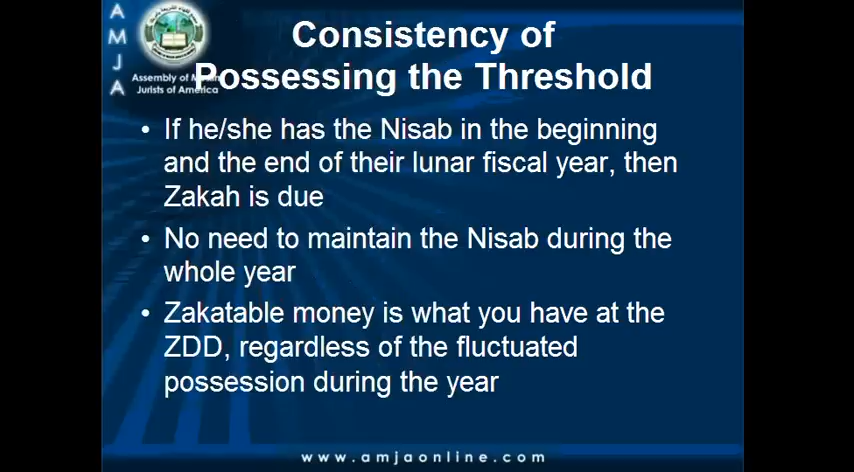 A
M
J
A
Consistency of
Possessing the Threshold
Assembly of
Jurists of America
• If he/she has the Nisab in the beginning
and the end of their lunar fiscal year, then
Zakah is due
• No need to maintain the Nisab during the
whole year
• Zakatable money is what you have at the
ZDD, regardless of the fluctuated
possession during the year
www.amjaonline.com